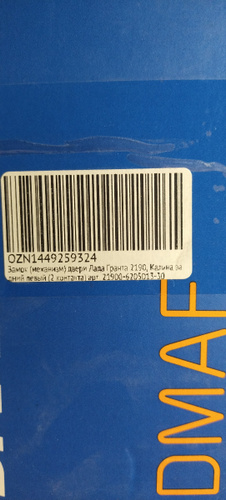 OZN1449259324
Замок (механизм) двери Лада Гранта 2190, Калина за
дний левый (2 контакта) арт. 21900-6205013-30
DMAF